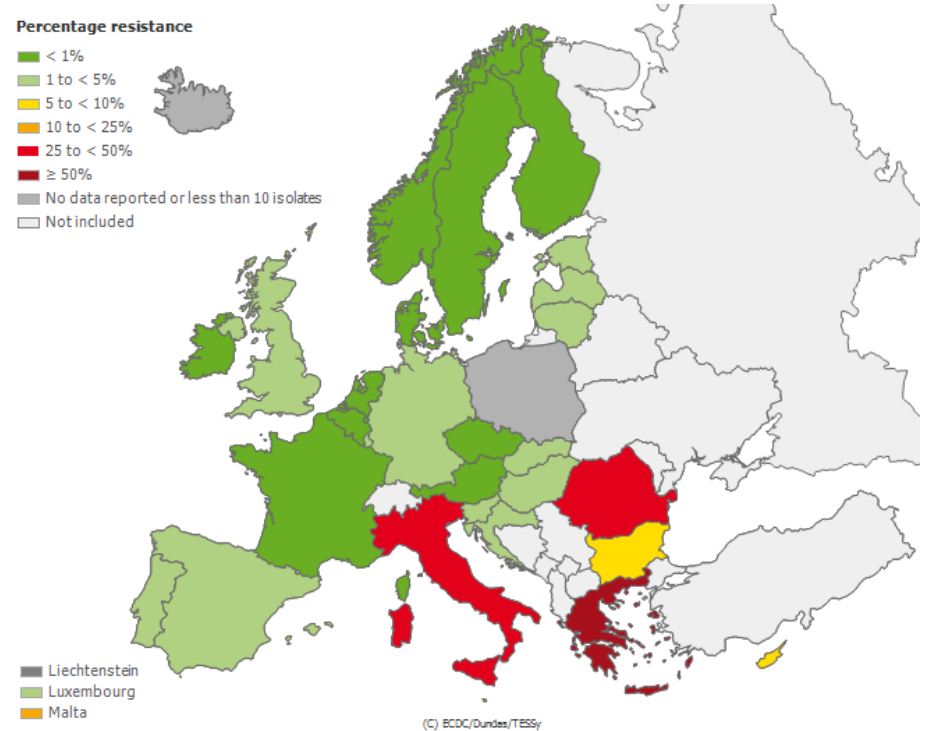 Percentage resistance
< 1%
1 to < 5%
5 to < 10%
10 to < 25%
25 to < 50%
≥ 50%
No data reported or less than 10 isolates
Not included
Liechtenstein
Luxembourg
Malta
(C) ECDC/Dundas/TESSy